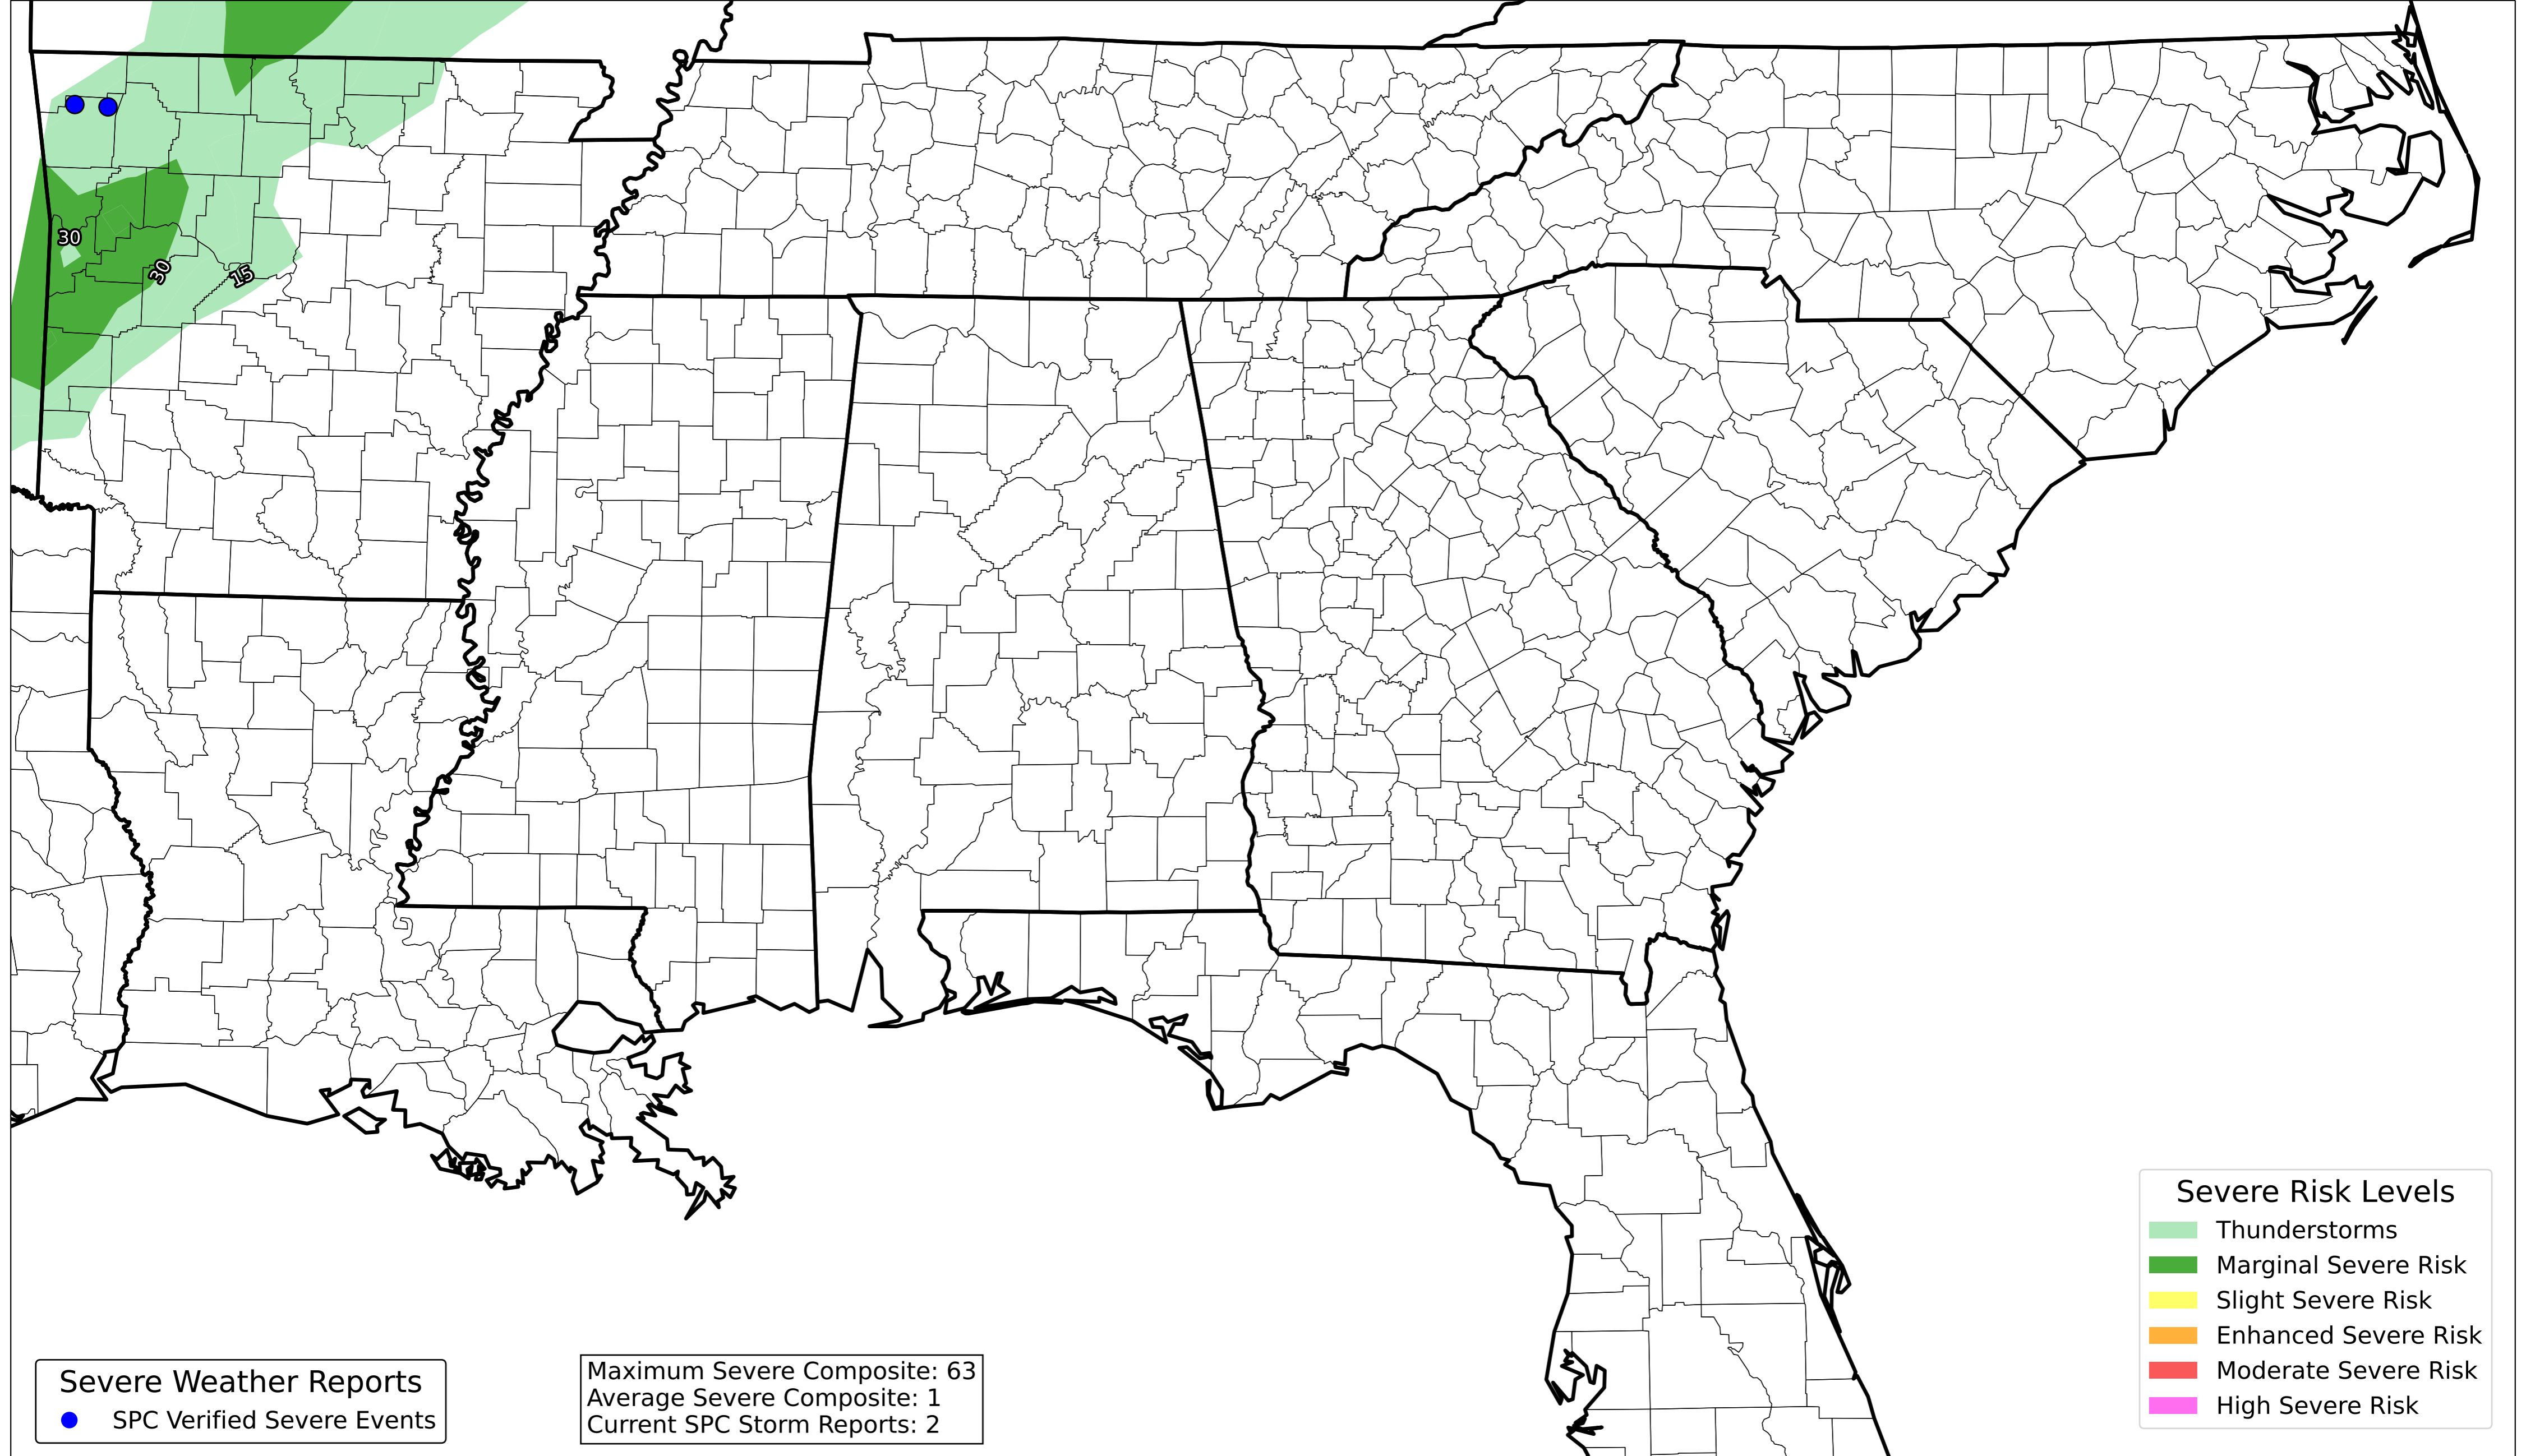 30
30
15
Severe Risk Levels
Thunderstorms
Marginal Severe Risk
Slight Severe Risk
Enhanced Severe Risk
Moderate Severe Risk
High Severe Risk
Severe Weather Reports
SPC Verified Severe Events
Maximum Severe Composite: 63
Average Severe Composite: 1
Current SPC Storm Reports: 2